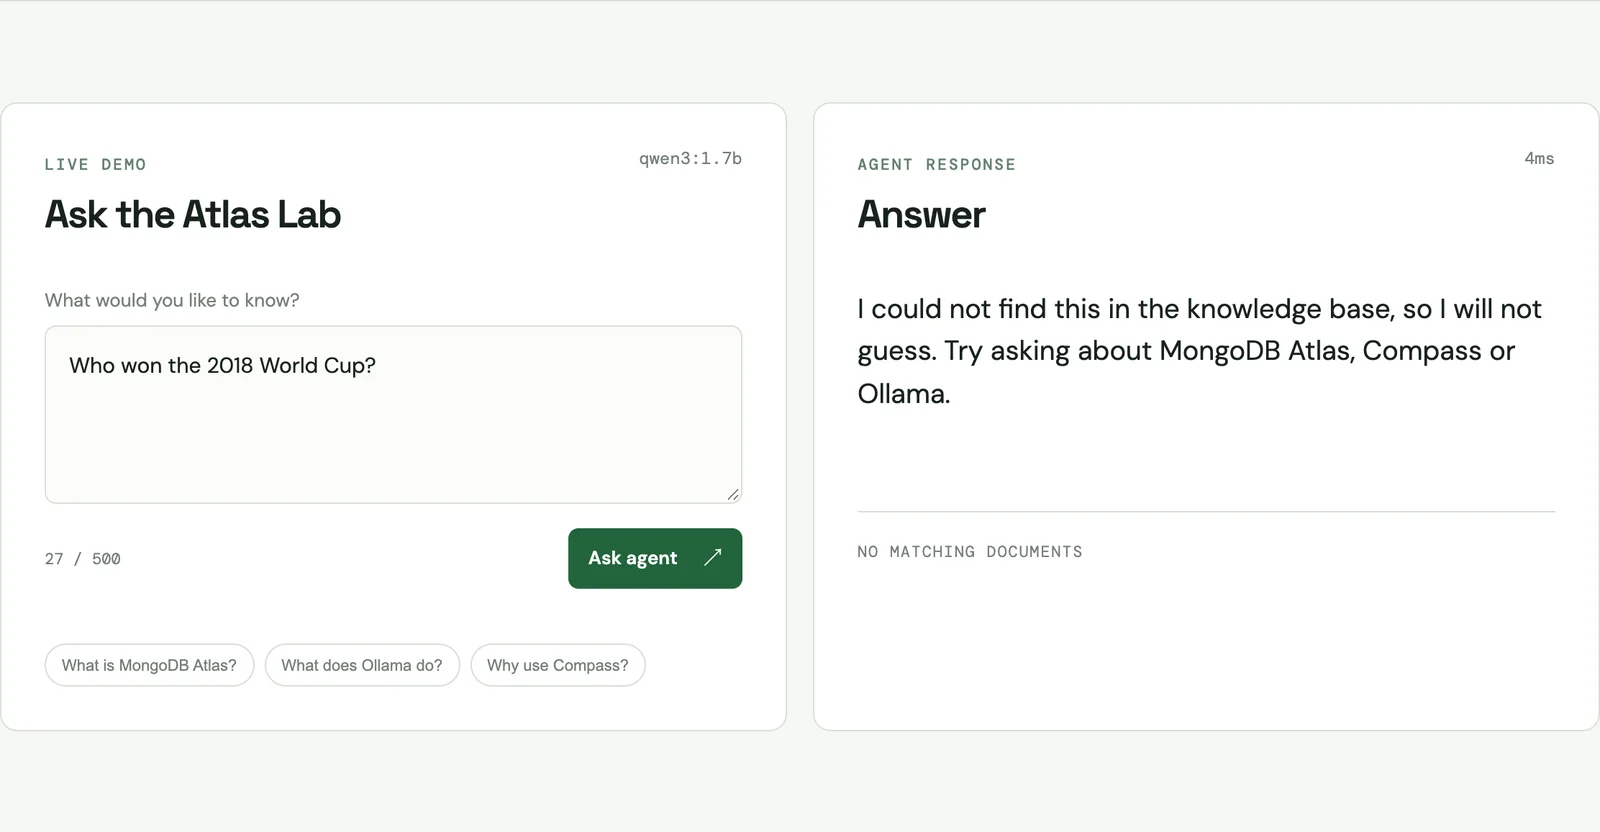 LIVE DEMO
qwen3:1.7b
Ask the Atlas Lab
What would you like to know?
Who won the 2018 World Cup?
27 / 500
Ask agent ↗
What is MongoDB Atlas?
What does Ollama do?
Why use Compass?
AGENT RESPONSE
4ms
Answer
I could not find this in the knowledge base, so I will not
guess. Try asking about MongoDB Atlas, Compass or
Ollama.
NO MATCHING DOCUMENTS